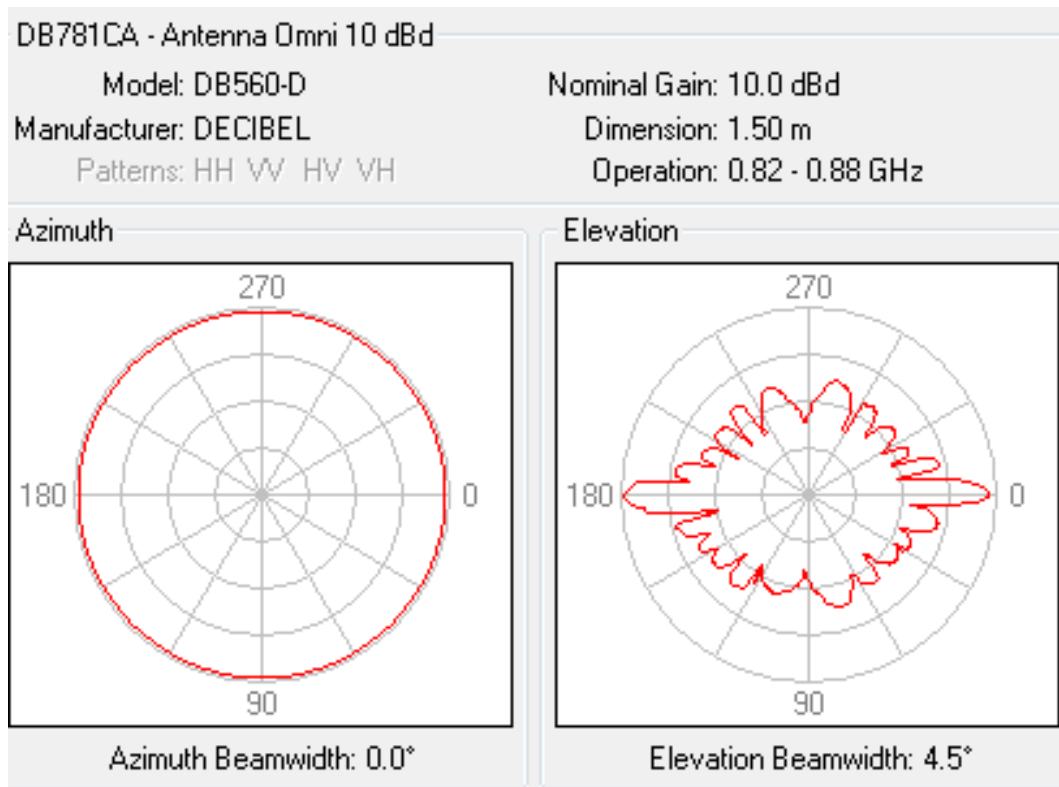 DB781CA - Antenna Omni 10 dBd
Model: DB560-D
Nominal Gain: 10.0 dBd
Manufacturer: DECIBEL
Dimension: 1.50 m
Patterns: HH VV HV VH
Operation: 0.82 - 0.88 GHz
Azimuth
270
180
0
90
Azimuth Beamwidth: 0.0°
Elevation
270
180
0
90
Elevation Beamwidth: 4.5°